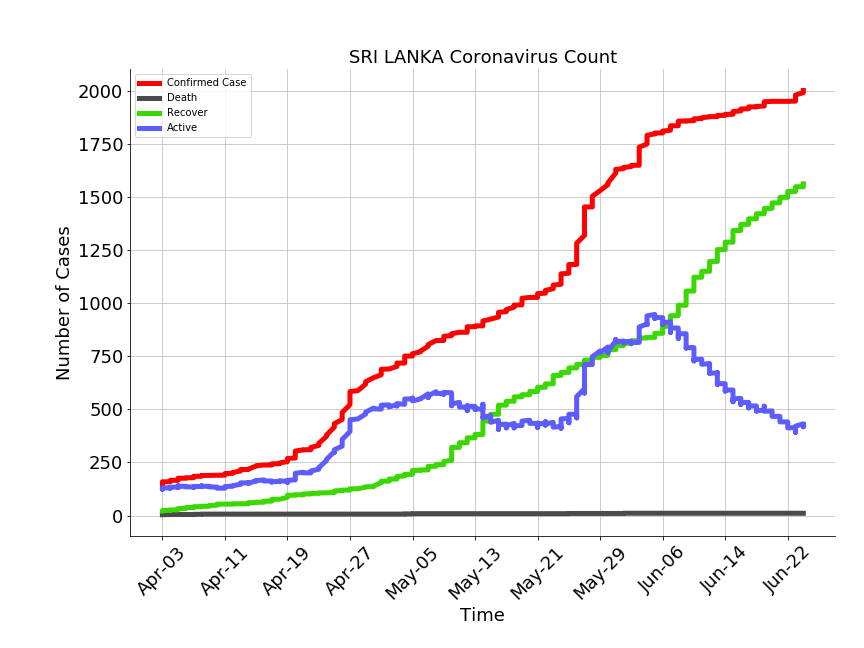 SRI LANKA Coronavirus Count
Confirmed Case
Death
Recover
Active
Number of Cases
2000
1750
1500
1250
1000
750
500
250
0
Apr-03
Apr-11
Apr-19
Apr-27
May-05
May-13
May-21
May-29
Jun-06
Jun-14
Jun-22
Time